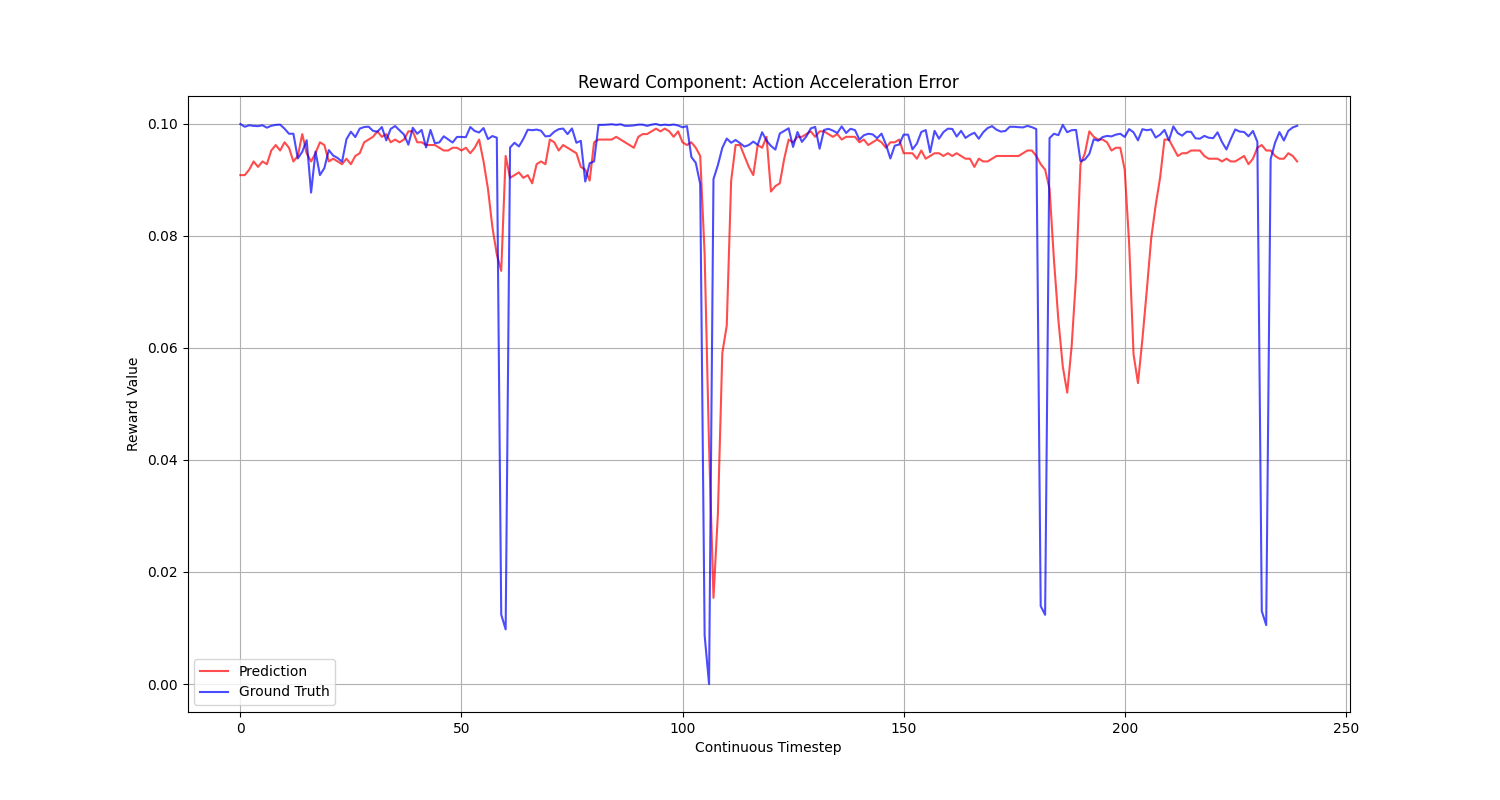 Reward Component: Action Acceleration Error
0.10
0.08
0.06
0.04
0.02
0.00
Reward Value
Prediction
Ground Truth
0
50
100
150
200
250
Continuous Timestep